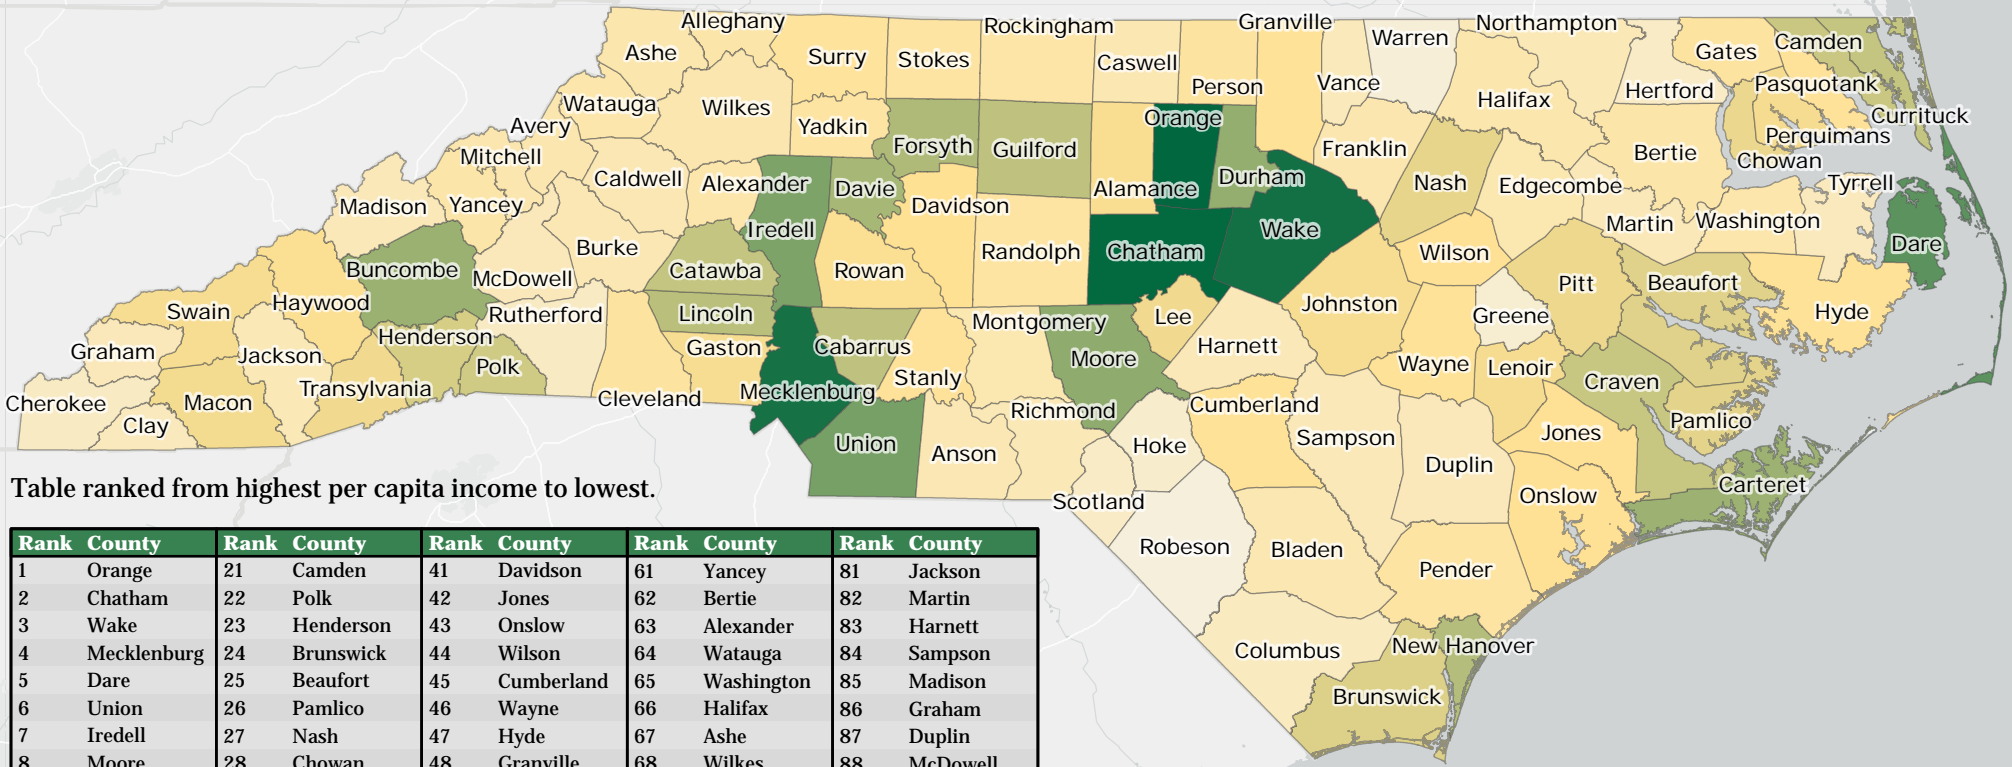 Alleghany
Rockingham
Granville
Northampton
Ashe
Surry
Stokes
Caswell
Person
Vance
Warren
Halifax
Hertford
Gates
Camden
Pasquotank
Currituck
Perquimans
Chowan
Watauga
Wilkes
Yadkin
Forsyth
Guilford
Orange
Durham
Franklin
Nash
Edgecombe
Bertie
Tyrrell
Avery
Mitchell
Caldwell
Alexander
Davie
Alamance
Martin
Washington
Dare
Madison
Yancey
Iredell
Davidson
Randolph
Chatham
Wake
Wilson
Pitt
Beaufort
Hyde
Buncombe
McDowell
Burke
Catawba
Rowan
Swain
Haywood
Rutherford
Lincoln
Montgomery
Lee
Johnston
Greene
Graham
Jackson
Henderson
Polk
Gaston
Cabarrus
Stanly
Moore
Harnett
Wayne
Lenoir
Craven
Pamlico
Cherokee
Clay
Macon
Transylvania
Cleveland
Mecklenburg
Richmond
Cumberland
Sampson
Duplin
Jones
Carteret
Union
Anson
Scotland
Hoke
Onslow
Robeson
Bladen
Pender
Columbus
New Hanover
Brunswick
Table ranked from highest per capita income to lowest.
Rank County Rank County Rank County Rank County Rank County
1 Orange 21 Camden 41 Davidson 61 Yancey 81 Jackson
2 Chatham 22 Polk 42 Jones 62 Bertie 82 Martin
3 Wake 23 Henderson 43 Onslow 63 Alexander 83 Harnett
4 Mecklenburg 24 Brunswick 44 Wilson 64 Watauga 84 Sampson
5 Dare 25 Beaufort 45 Cumberland 65 Washington 85 Madison
6 Union 26 Pamlico 46 Wayne 66 Halifax 86 Graham
7 Iredell 27 Nash 47 Hyde 67 Ashe 87 Duplin
8 Moore 28 Chowan 48 Granville 68 Wilkes 88 McDowell